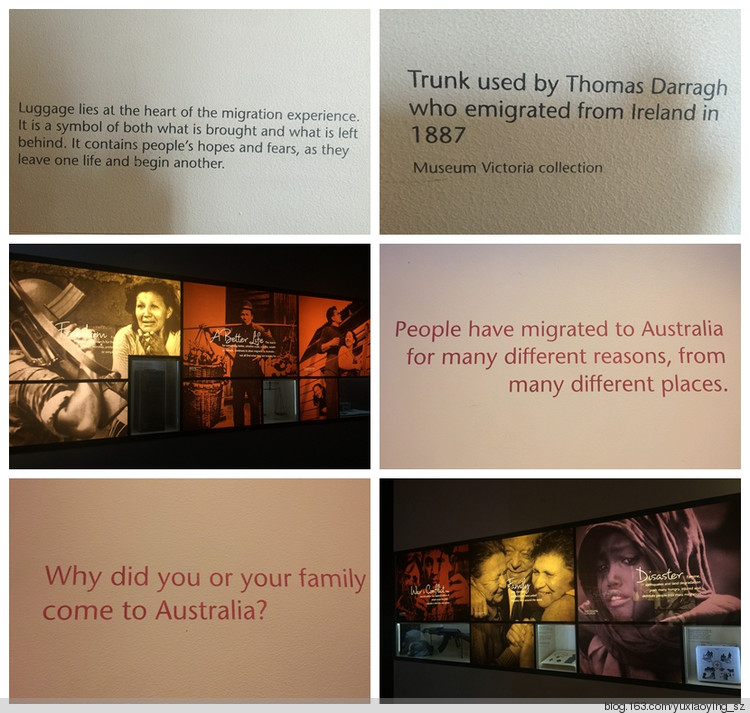 Luggage lies at the heart of the migration experience.
It is a symbol of both what is brought and what is left
behind. It contains people's hopes and fears, as they
leave one life and begin another.
Trunk used by Thomas Darragh
who emigrated from Ireland in
1887
Museum Victoria collection
Freedom
A Better Life
People have migrated to Australia
for many different reasons, from
many different places.
Why did you or your family
come to Australia?
War & Conflict
Family
Disaster
blog.163.com/yuxiaoying_sz